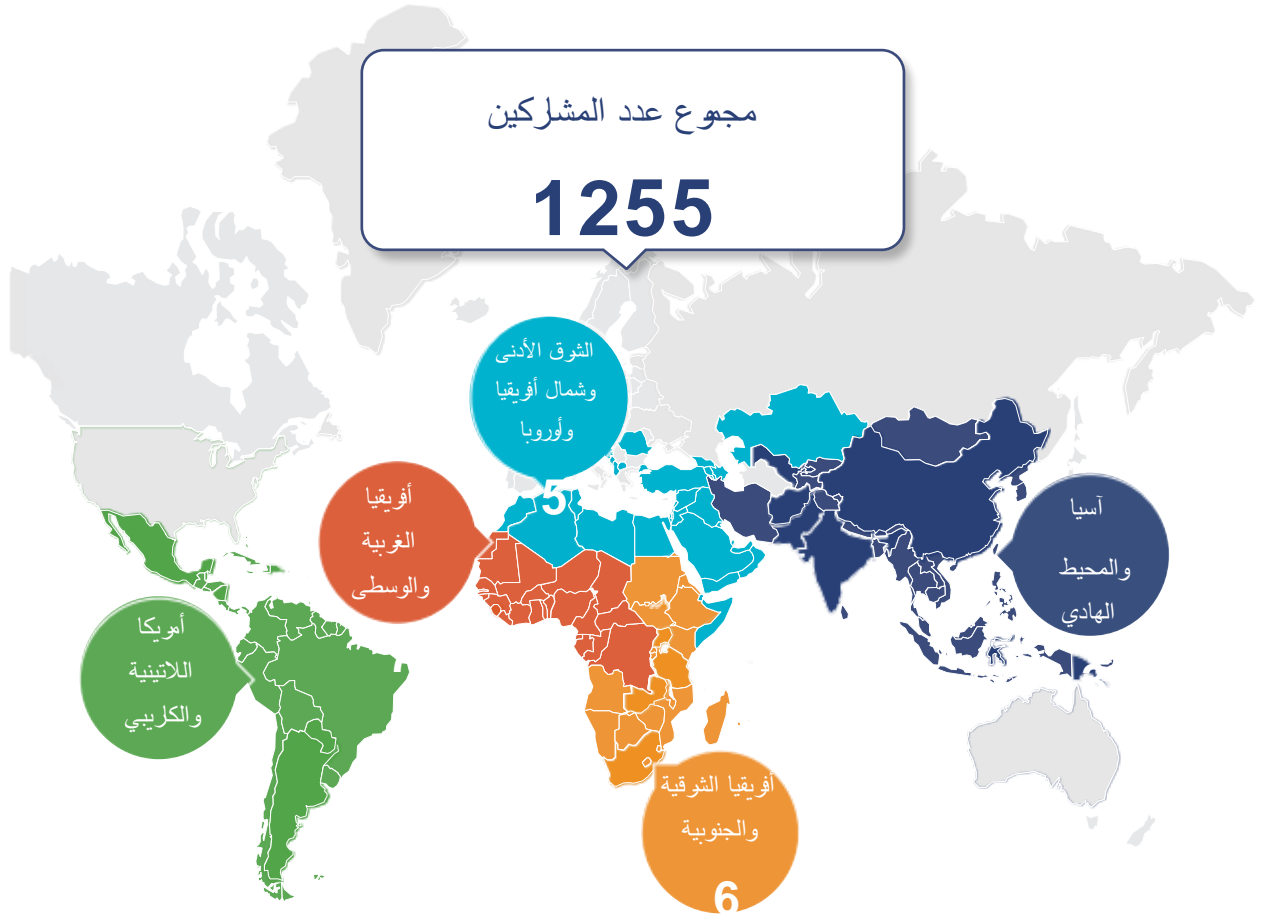 مجموع عدد المشاركين
1255
الشرق الأدنى
وشمال أفريقيا
وأوروبا
5
أفريقيا
الغربية
والوسطى
آسيا
والمحيط
الهادي
أمريكا
اللاتينية
والكاريبي
أفريقيا الشرقية
والجنوبية
6